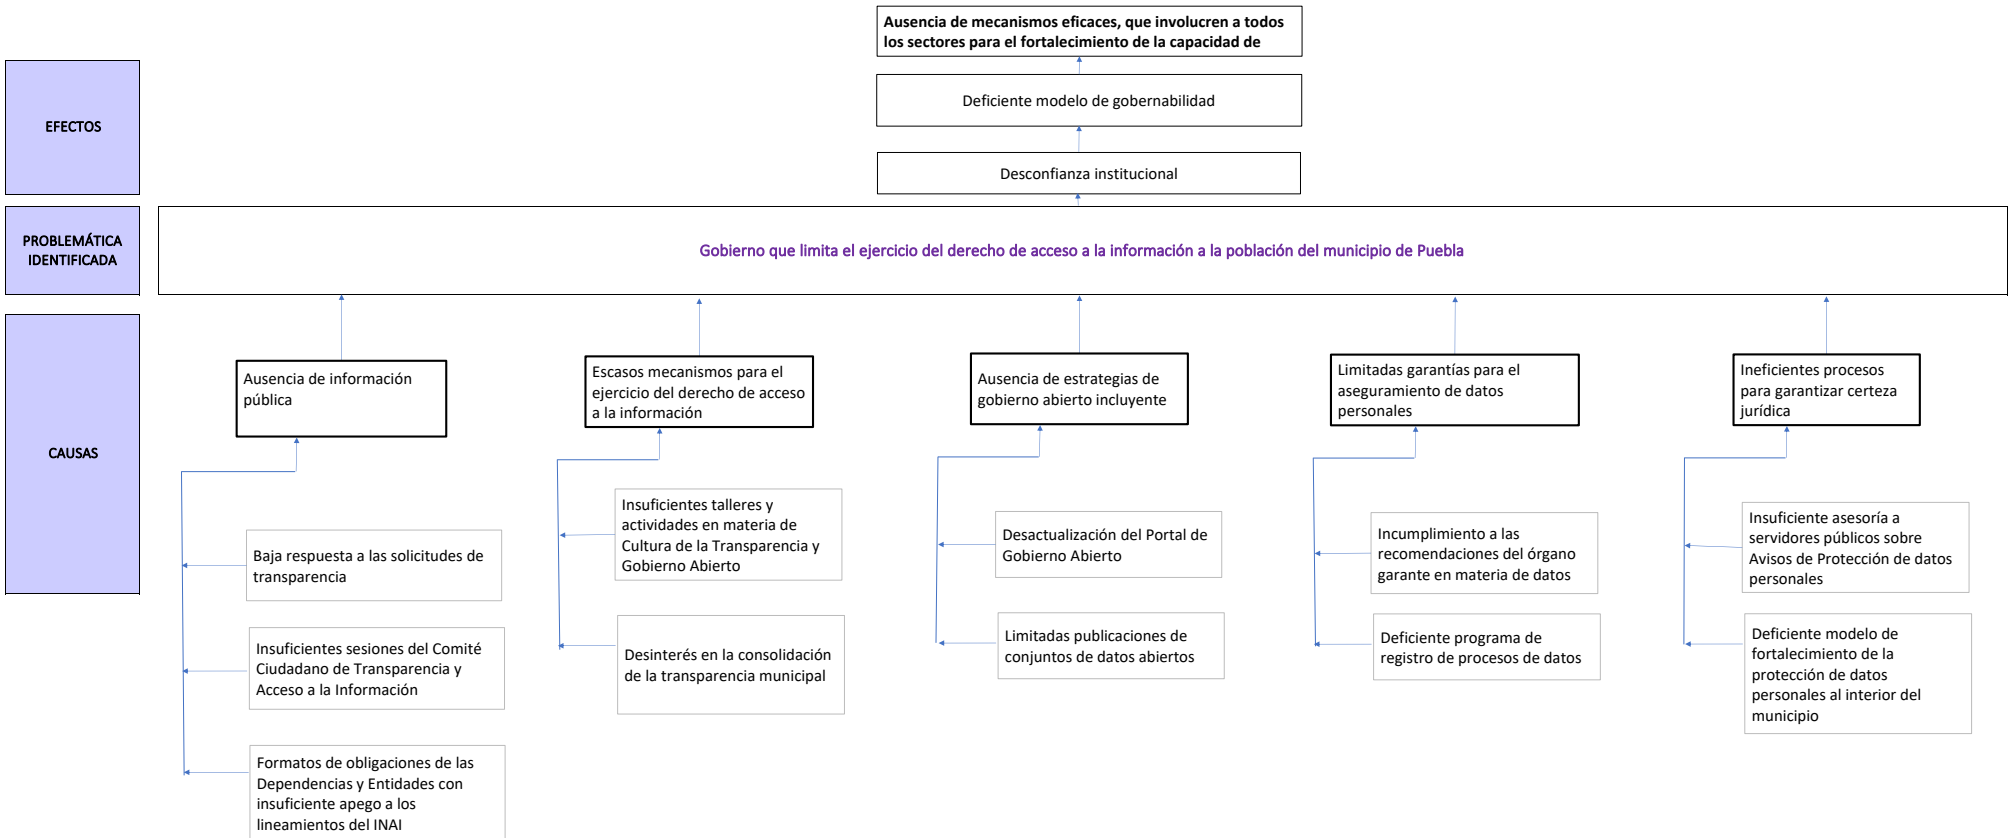 Ausencia de mecanismos eficaces, que involucren a todos
los sectores para el fortalecimiento de la capacidad de
EFECTOS
Deficiente modelo de gobernabilidad
Desconfianza institucional
PROBLEMÁTICA
IDENTIFICADA
Gobierno que limita el ejercicio del derecho de acceso a la información a la población del municipio de Puebla
CAUSAS
Ausencia de información
pública
Baja respuesta a las solicitudes de
transparencia
Insuficientes sesiones del Comité
Ciudadano de Transparencia y
Acceso a la Información
Formatos de obligaciones de las
Dependencias y Entidades con
insuficiente apego a los
lineamientos del INAI
Escasos mecanismos para el
ejercicio del derecho de acceso
a la información
Insuficientes talleres y
actividades en materia de
Cultura de la Transparencia y
Gobierno Abierto
Desinterés en la consolidación
de la transparencia municipal
Ausencia de estrategias de
gobierno abierto incluyente
Desactualización del Portal de
Gobierno Abierto
Limitadas publicaciones de
conjuntos de datos abiertos
Limitadas garantías para el
aseguramiento de datos
personales
Incumplimiento a las
recomendaciones del órgano
garante en materia de datos
Deficiente programa de
registro de procesos de datos
Ineficientes procesos
para garantizar certeza
jurídica
Insuficiente asesoría a
servidores públicos sobre
Avisos de Protección de datos
personales
Deficiente modelo de
fortalecimiento de la
protección de datos
personales al interior del
municipio